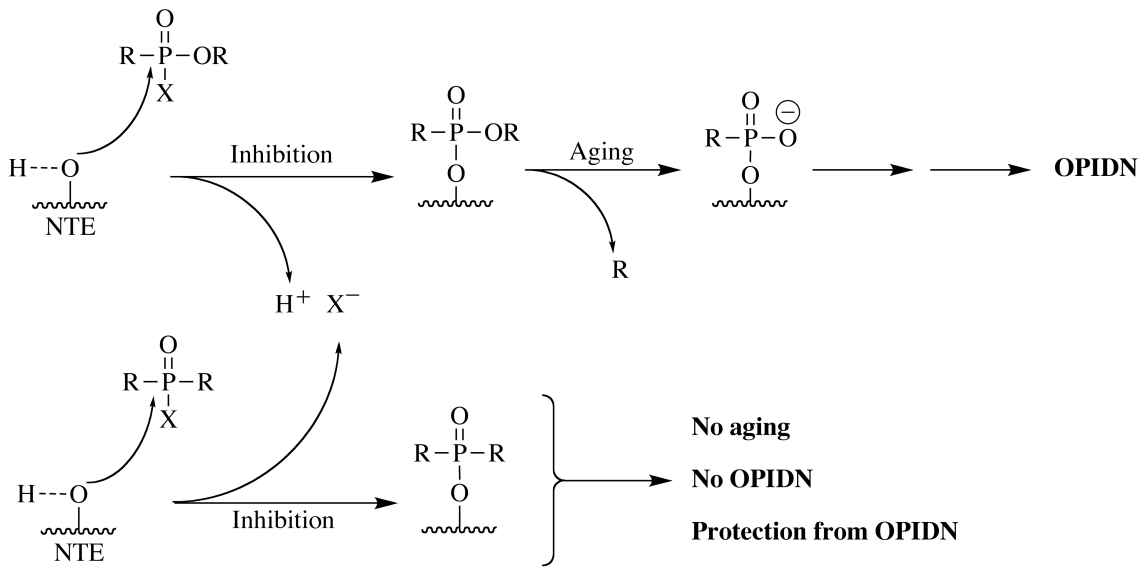 O
R–P–OR
X
H---O
NTE
Inhibition
H⁺ X⁻
O
R–P–OR
O
Aging
R
O
R–P–O⊖
O
OPIDN
O
R–P–R
X
H---O
NTE
Inhibition
O
R–P–R
O
No aging
No OPIDN
Protection from OPIDN